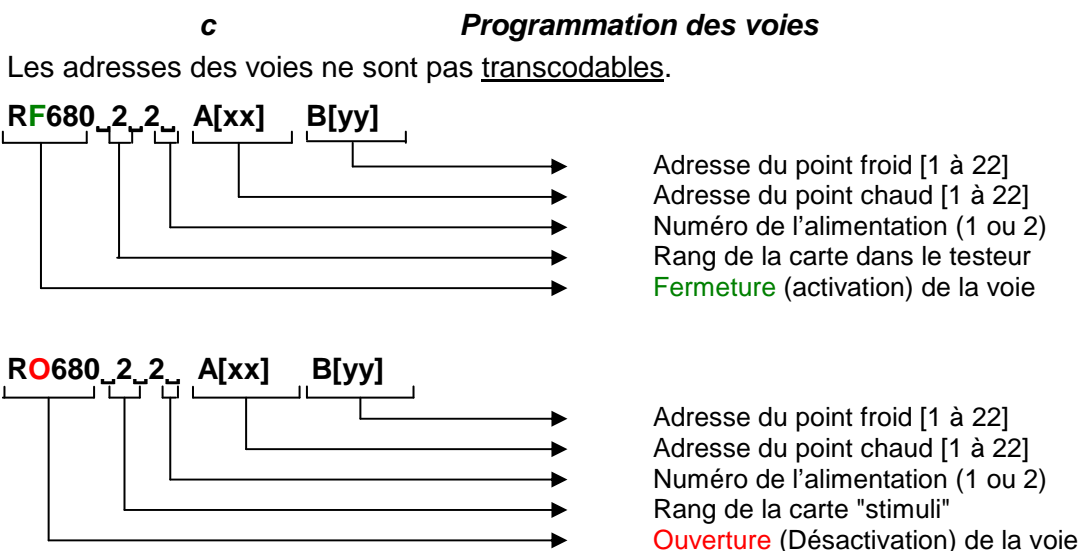 c Programmation des voies
Les adresses des voies ne sont pas transcodables.
RF680␣2␣2␣ A[xx] B[yy]
Adresse du point froid [1 à 22]
Adresse du point chaud [1 à 22]
Numéro de l'alimentation (1 ou 2)
Rang de la carte dans le testeur
Fermeture (activation) de la voie
RO680␣2␣2␣ A[xx] B[yy]
Adresse du point froid [1 à 22]
Adresse du point chaud [1 à 22]
Numéro de l'alimentation (1 ou 2)
Rang de la carte "stimuli"
Ouverture (Désactivation) de la voie